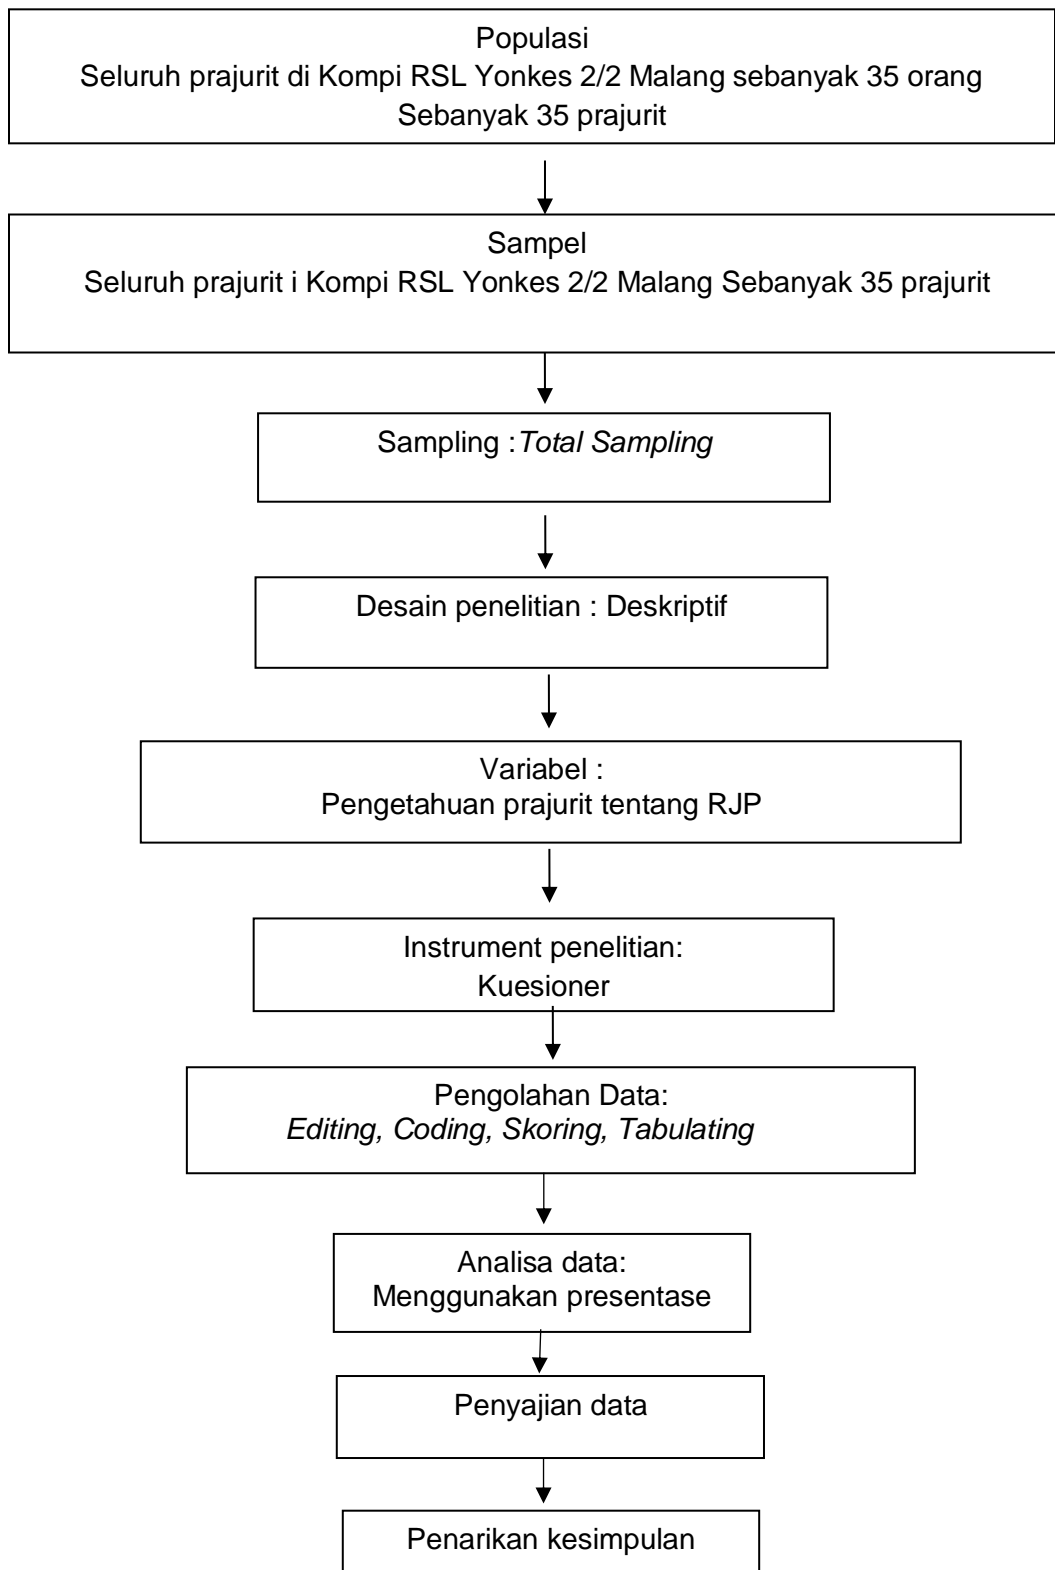 Populasi
Seluruh prajurit di Kompi RSL Yonkes 2/2 Malang sebanyak 35 orang
Sebanyak 35 prajurit
Sampel
Seluruh prajurit i Kompi RSL Yonkes 2/2 Malang Sebanyak 35 prajurit
Sampling :Total Sampling
Desain penelitian : Deskriptif
Variabel :
Pengetahuan prajurit tentang RJP
Instrument penelitian:
Kuesioner
Pengolahan Data:
Editing, Coding, Skoring, Tabulating
Analisa data:
Menggunakan presentase
Penyajian data
Penarikan kesimpulan